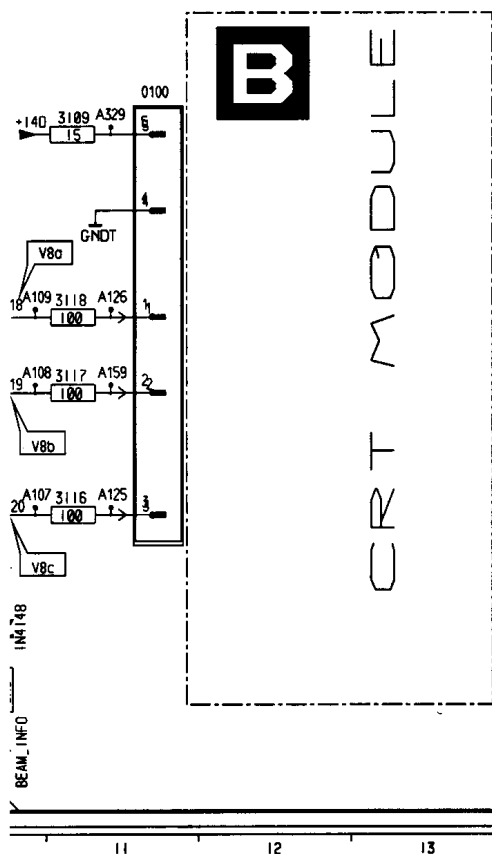 B
CRT MODULE
0100
+14D 3109 A329
15
5
4
GNDT
V8a
18 A109 3118 A126
100
1
19 A108 3117 A159
100
2
V8b
20 A107 3116 A125
100
3
V8c
1N4148
BEAM_INFO
11 12 13